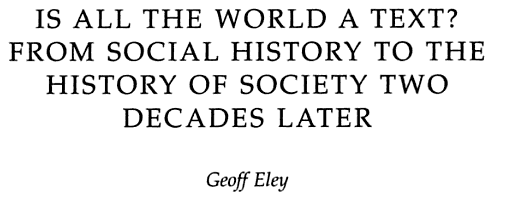 IS ALL THE WORLD A TEXT?
FROM SOCIAL HISTORY TO THE
HISTORY OF SOCIETY TWO
DECADES LATER
Geoff Eley